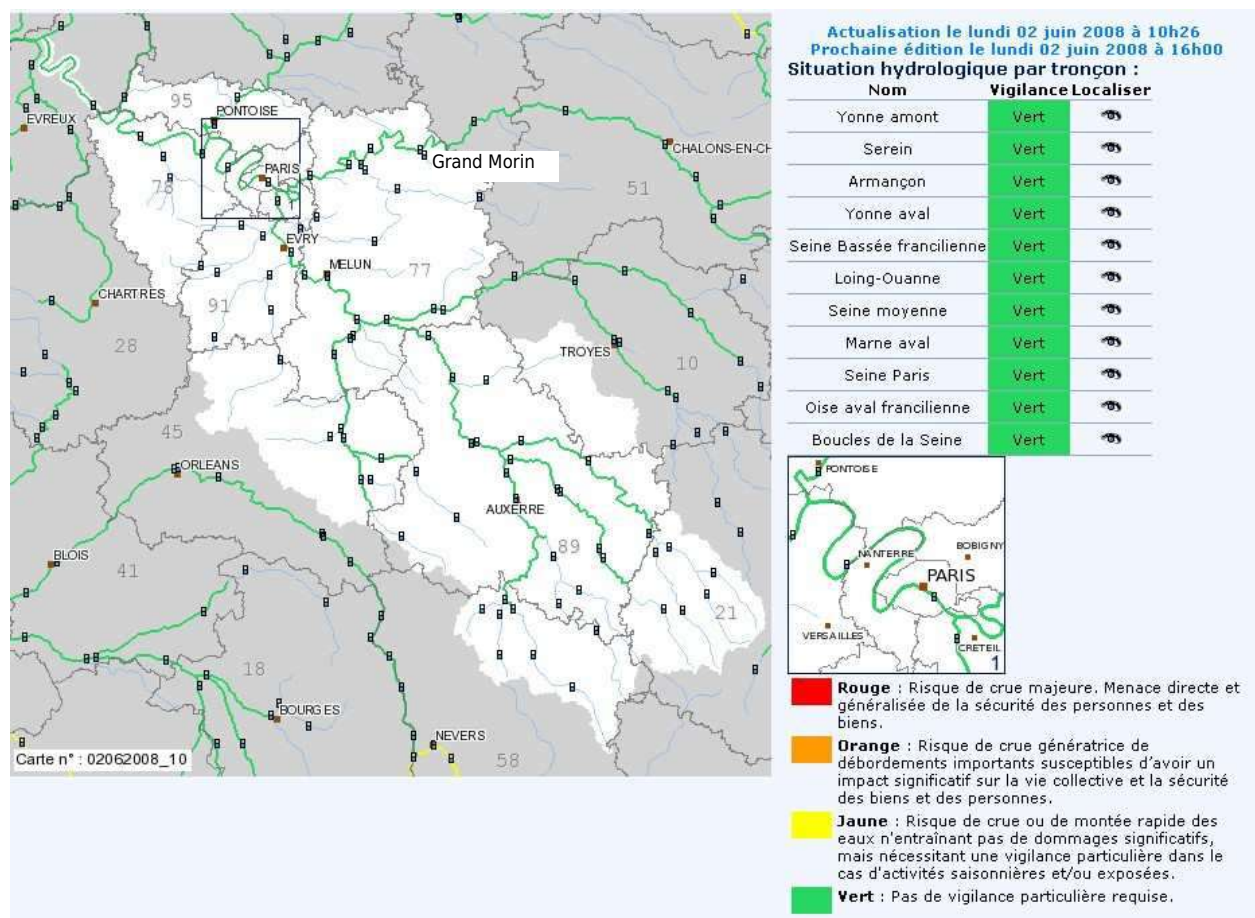 95
PONTOISE
EVREUX
CHALONS-EN-CH
Grand Morin
PARIS
78
51
EVRY
MELUN
77
CHARTRES
91
28
TROYES
10
45
ORLEANS
AUXERRE
BLOIS
89
41
21
18
BOURGES
NEVERS
58
Carte n° : 02062008_10
Actualisation le lundi 02 juin 2008 à 10h26
Prochaine édition le lundi 02 juin 2008 à 16h00
Situation hydrologique par tronçon :
Nom Vigilance Localiser
Yonne amont Vert
Serein Vert
Armançon Vert
Yonne aval Vert
Seine Bassée francilienne Vert
Loing-Ouanne Vert
Seine moyenne Vert
Marne aval Vert
Seine Paris Vert
Oise aval francilienne Vert
Boucles de la Seine Vert
PONTOISE
NANTERRE
BOBIGNY
PARIS
VERSAILLES
CRETEIL
1
Rouge : Risque de crue majeure. Menace directe et
généralisée de la sécurité des personnes et des
biens.
Orange : Risque de crue génératrice de
débordements importants susceptibles d'avoir un
impact significatif sur la vie collective et la sécurité
des biens et des personnes.
Jaune : Risque de crue ou de montée rapide des
eaux n'entraînant pas de dommages significatifs,
mais nécessitant une vigilance particulière dans le
cas d'activités saisonnières et/ou exposées.
Vert : Pas de vigilance particulière requise.